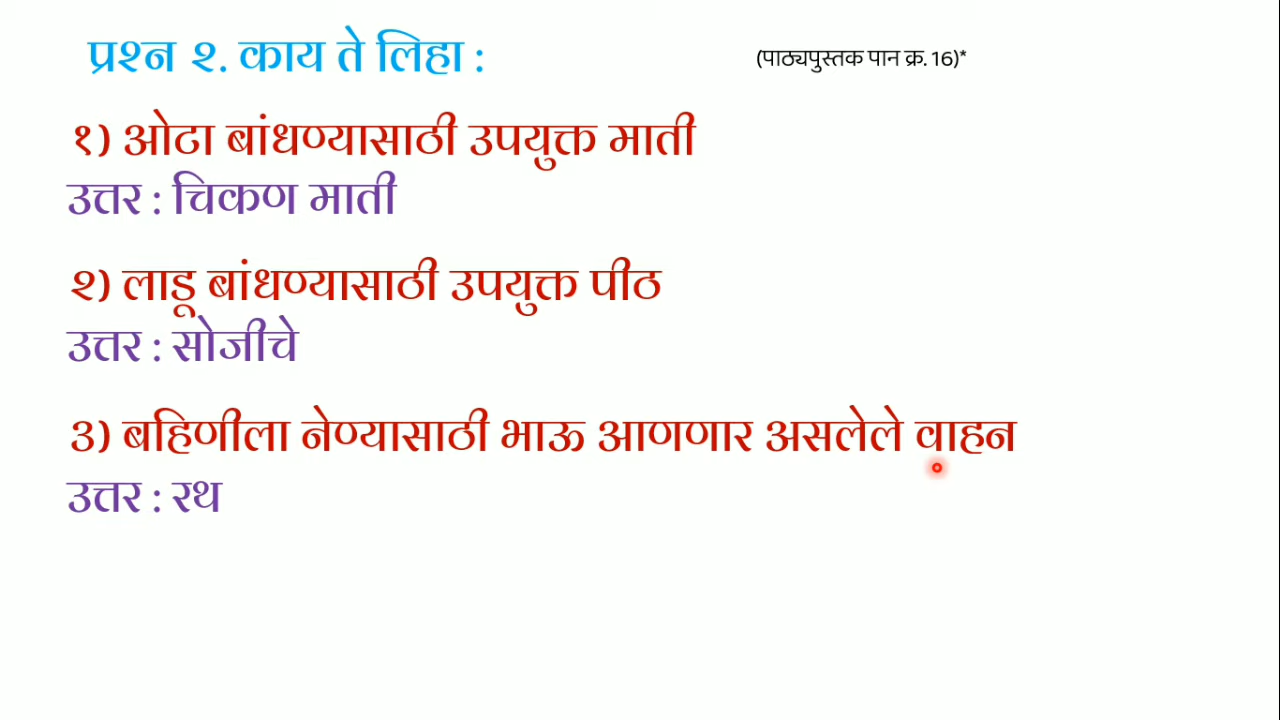 प्रश्न २. काय ते लिहा :
(पाठ्यपुस्तक पान क्र. 16)*
१) ओटा बांधण्यासाठी उपयुक्त माती
उत्तर : चिकण माती
२) लाडू बांधण्यासाठी उपयुक्त पीठ
उत्तर : सोजीचे
३) बहिणीला नेण्यासाठी भाऊ आणणार असलेले वाहन
उत्तर : रथ